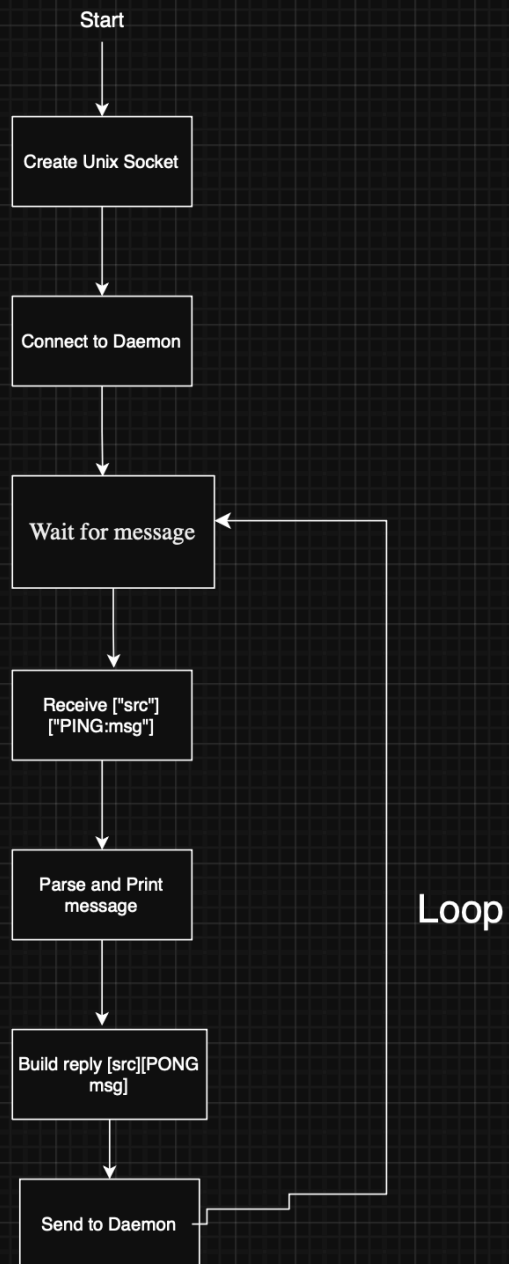 Start
Create Unix Socket
Connect to Daemon
Wait for message
Receive ["src"]
["PING:msg"]
Parse and Print
message
Loop
Build reply [src][PONG
msg]
Send to Daemon